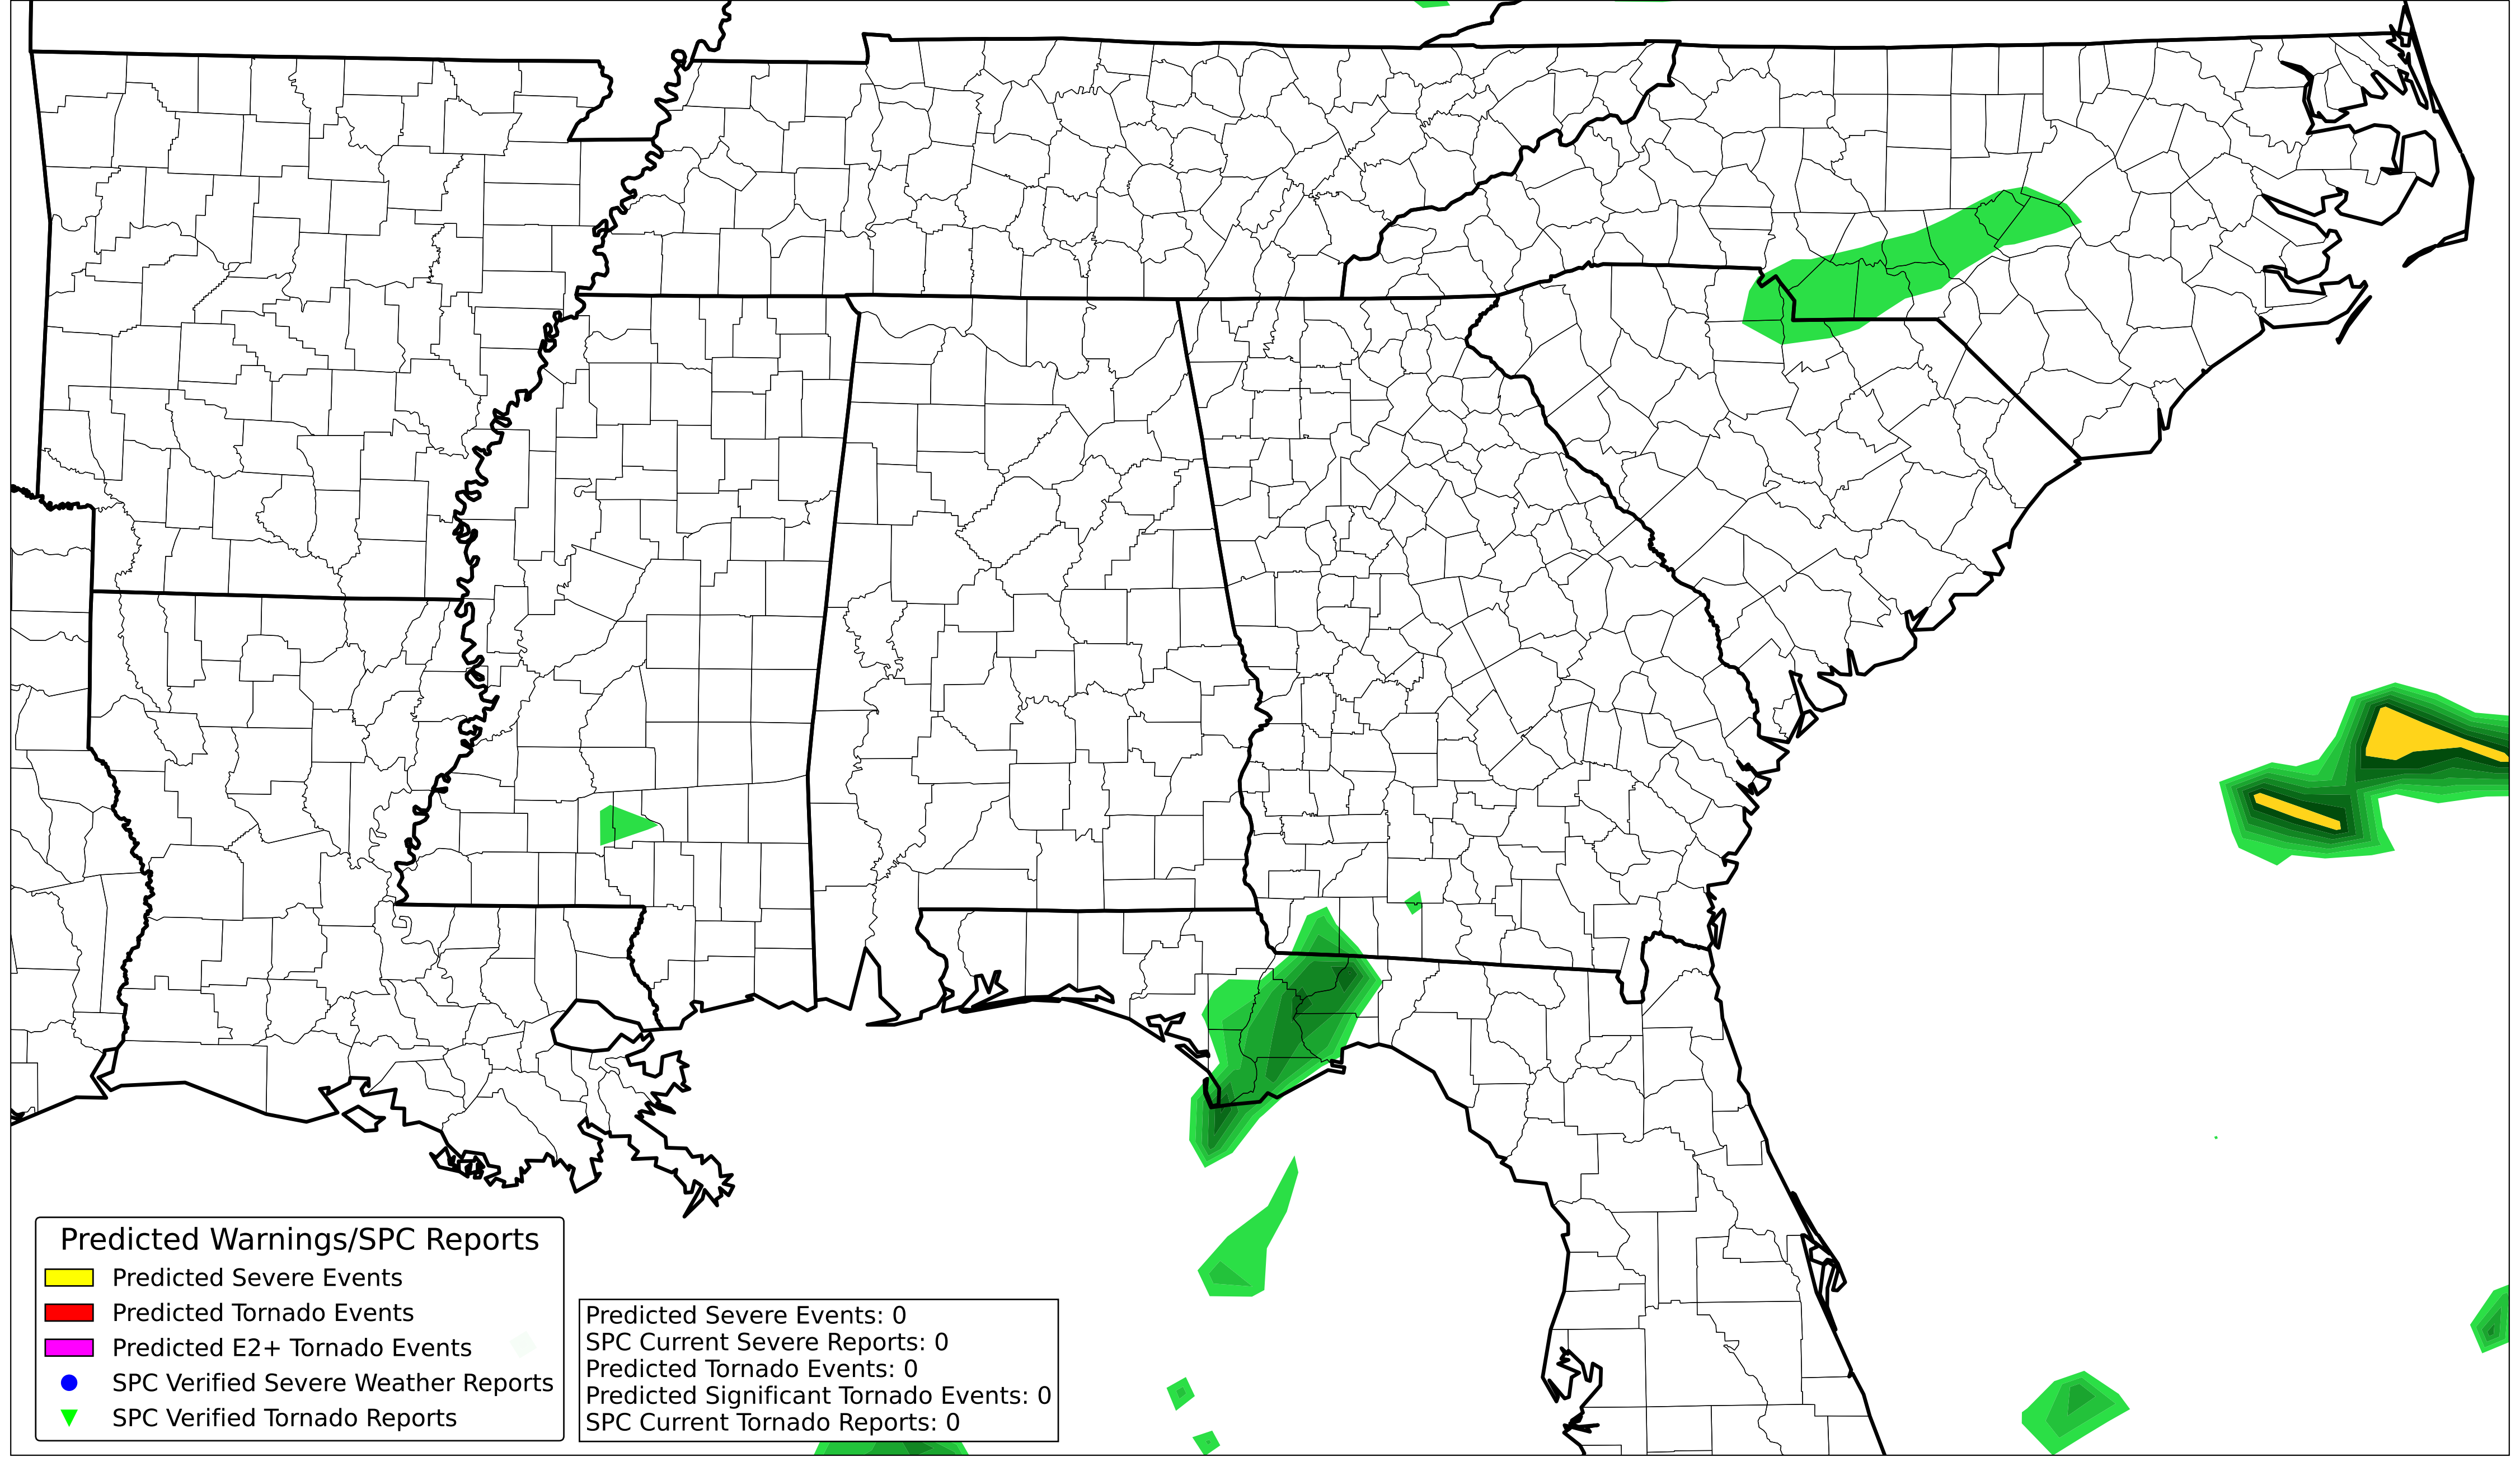 Predicted Warnings/SPC Reports
Predicted Severe Events
Predicted Tornado Events
Predicted E2+ Tornado Events
SPC Verified Severe Weather Reports
SPC Verified Tornado Reports
Predicted Severe Events: 0
SPC Current Severe Reports: 0
Predicted Tornado Events: 0
Predicted Significant Tornado Events: 0
SPC Current Tornado Reports: 0